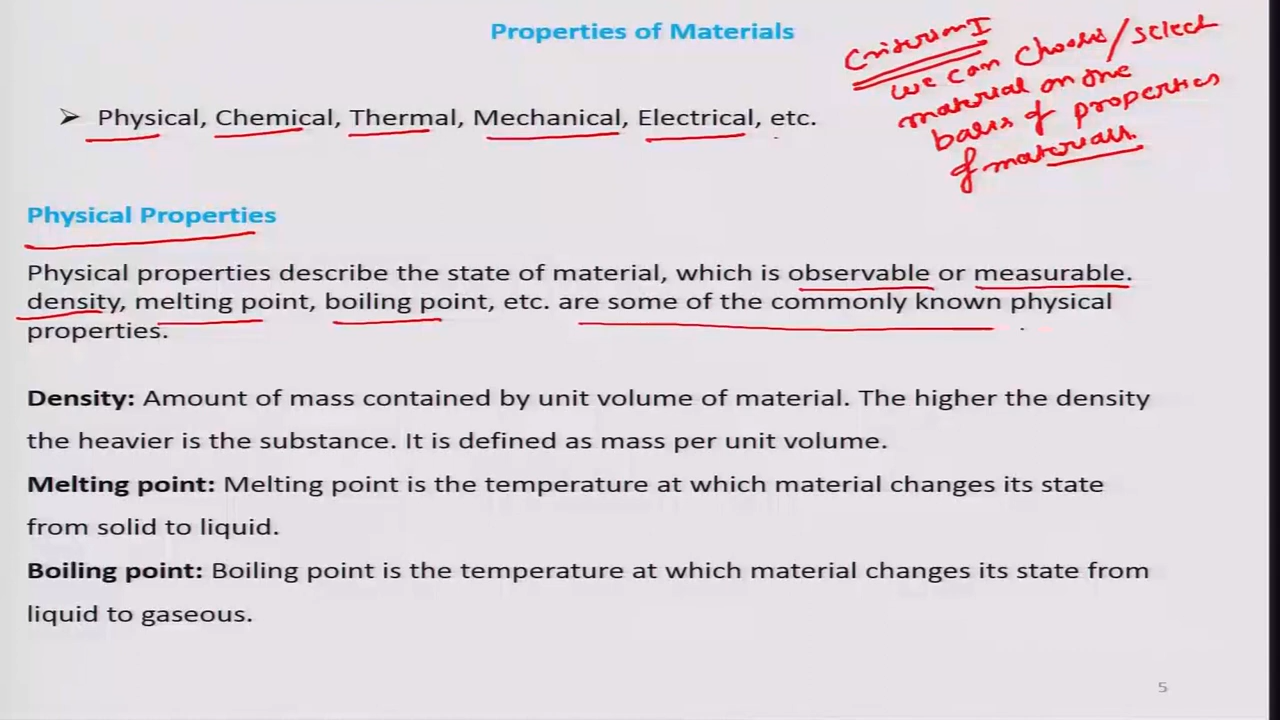 Properties of Materials
Criterion I
we can choose/select
material on the
basis of properties
of materials.
➢ Physical, Chemical, Thermal, Mechanical, Electrical, etc.
Physical Properties
Physical properties describe the state of material, which is observable or measurable.
density, melting point, boiling point, etc. are some of the commonly known physical
properties.
Density: Amount of mass contained by unit volume of material. The higher the density
the heavier is the substance. It is defined as mass per unit volume.
Melting point: Melting point is the temperature at which material changes its state
from solid to liquid.
Boiling point: Boiling point is the temperature at which material changes its state from
liquid to gaseous.
5